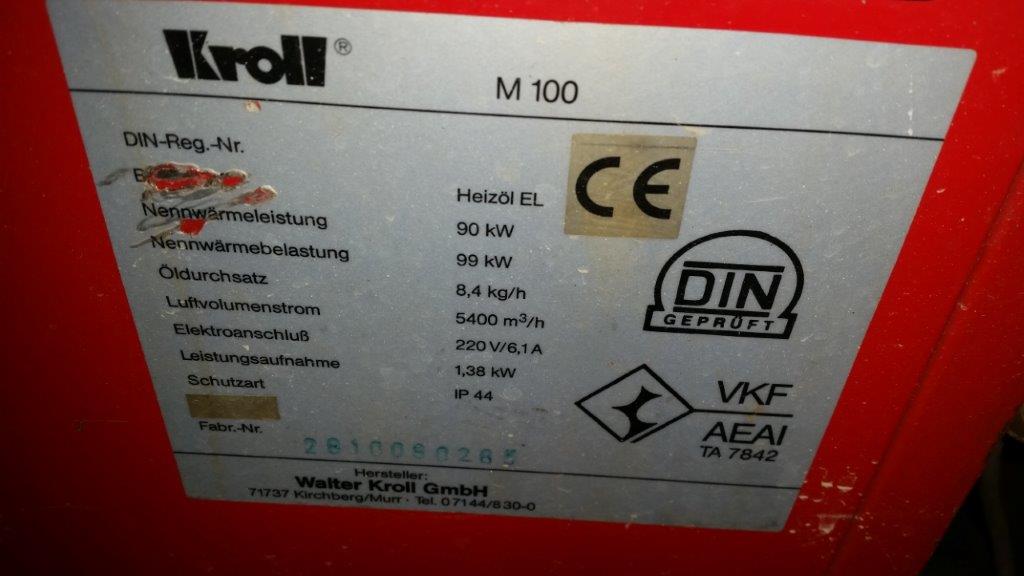 Kroll®
M 100
DIN-Reg.-Nr.
Heizöl EL
Nennwärmeleistung 90 kW
Nennwärmebelastung 99 kW
Öldurchsatz 8,4 kg/h
Luftvolumenstrom 5400 m³/h
Elektroanschluß 220 V/6,1 A
Leistungsaufnahme 1,38 kW
Schutzart IP 44
Fabr.-Nr.
CE
DIN
GEPRÜFT
VKF
AEAI
TA 7842
Hersteller:
Walter Kroll GmbH
71737 Kirchberg/Murr · Tel. 07144/830-0